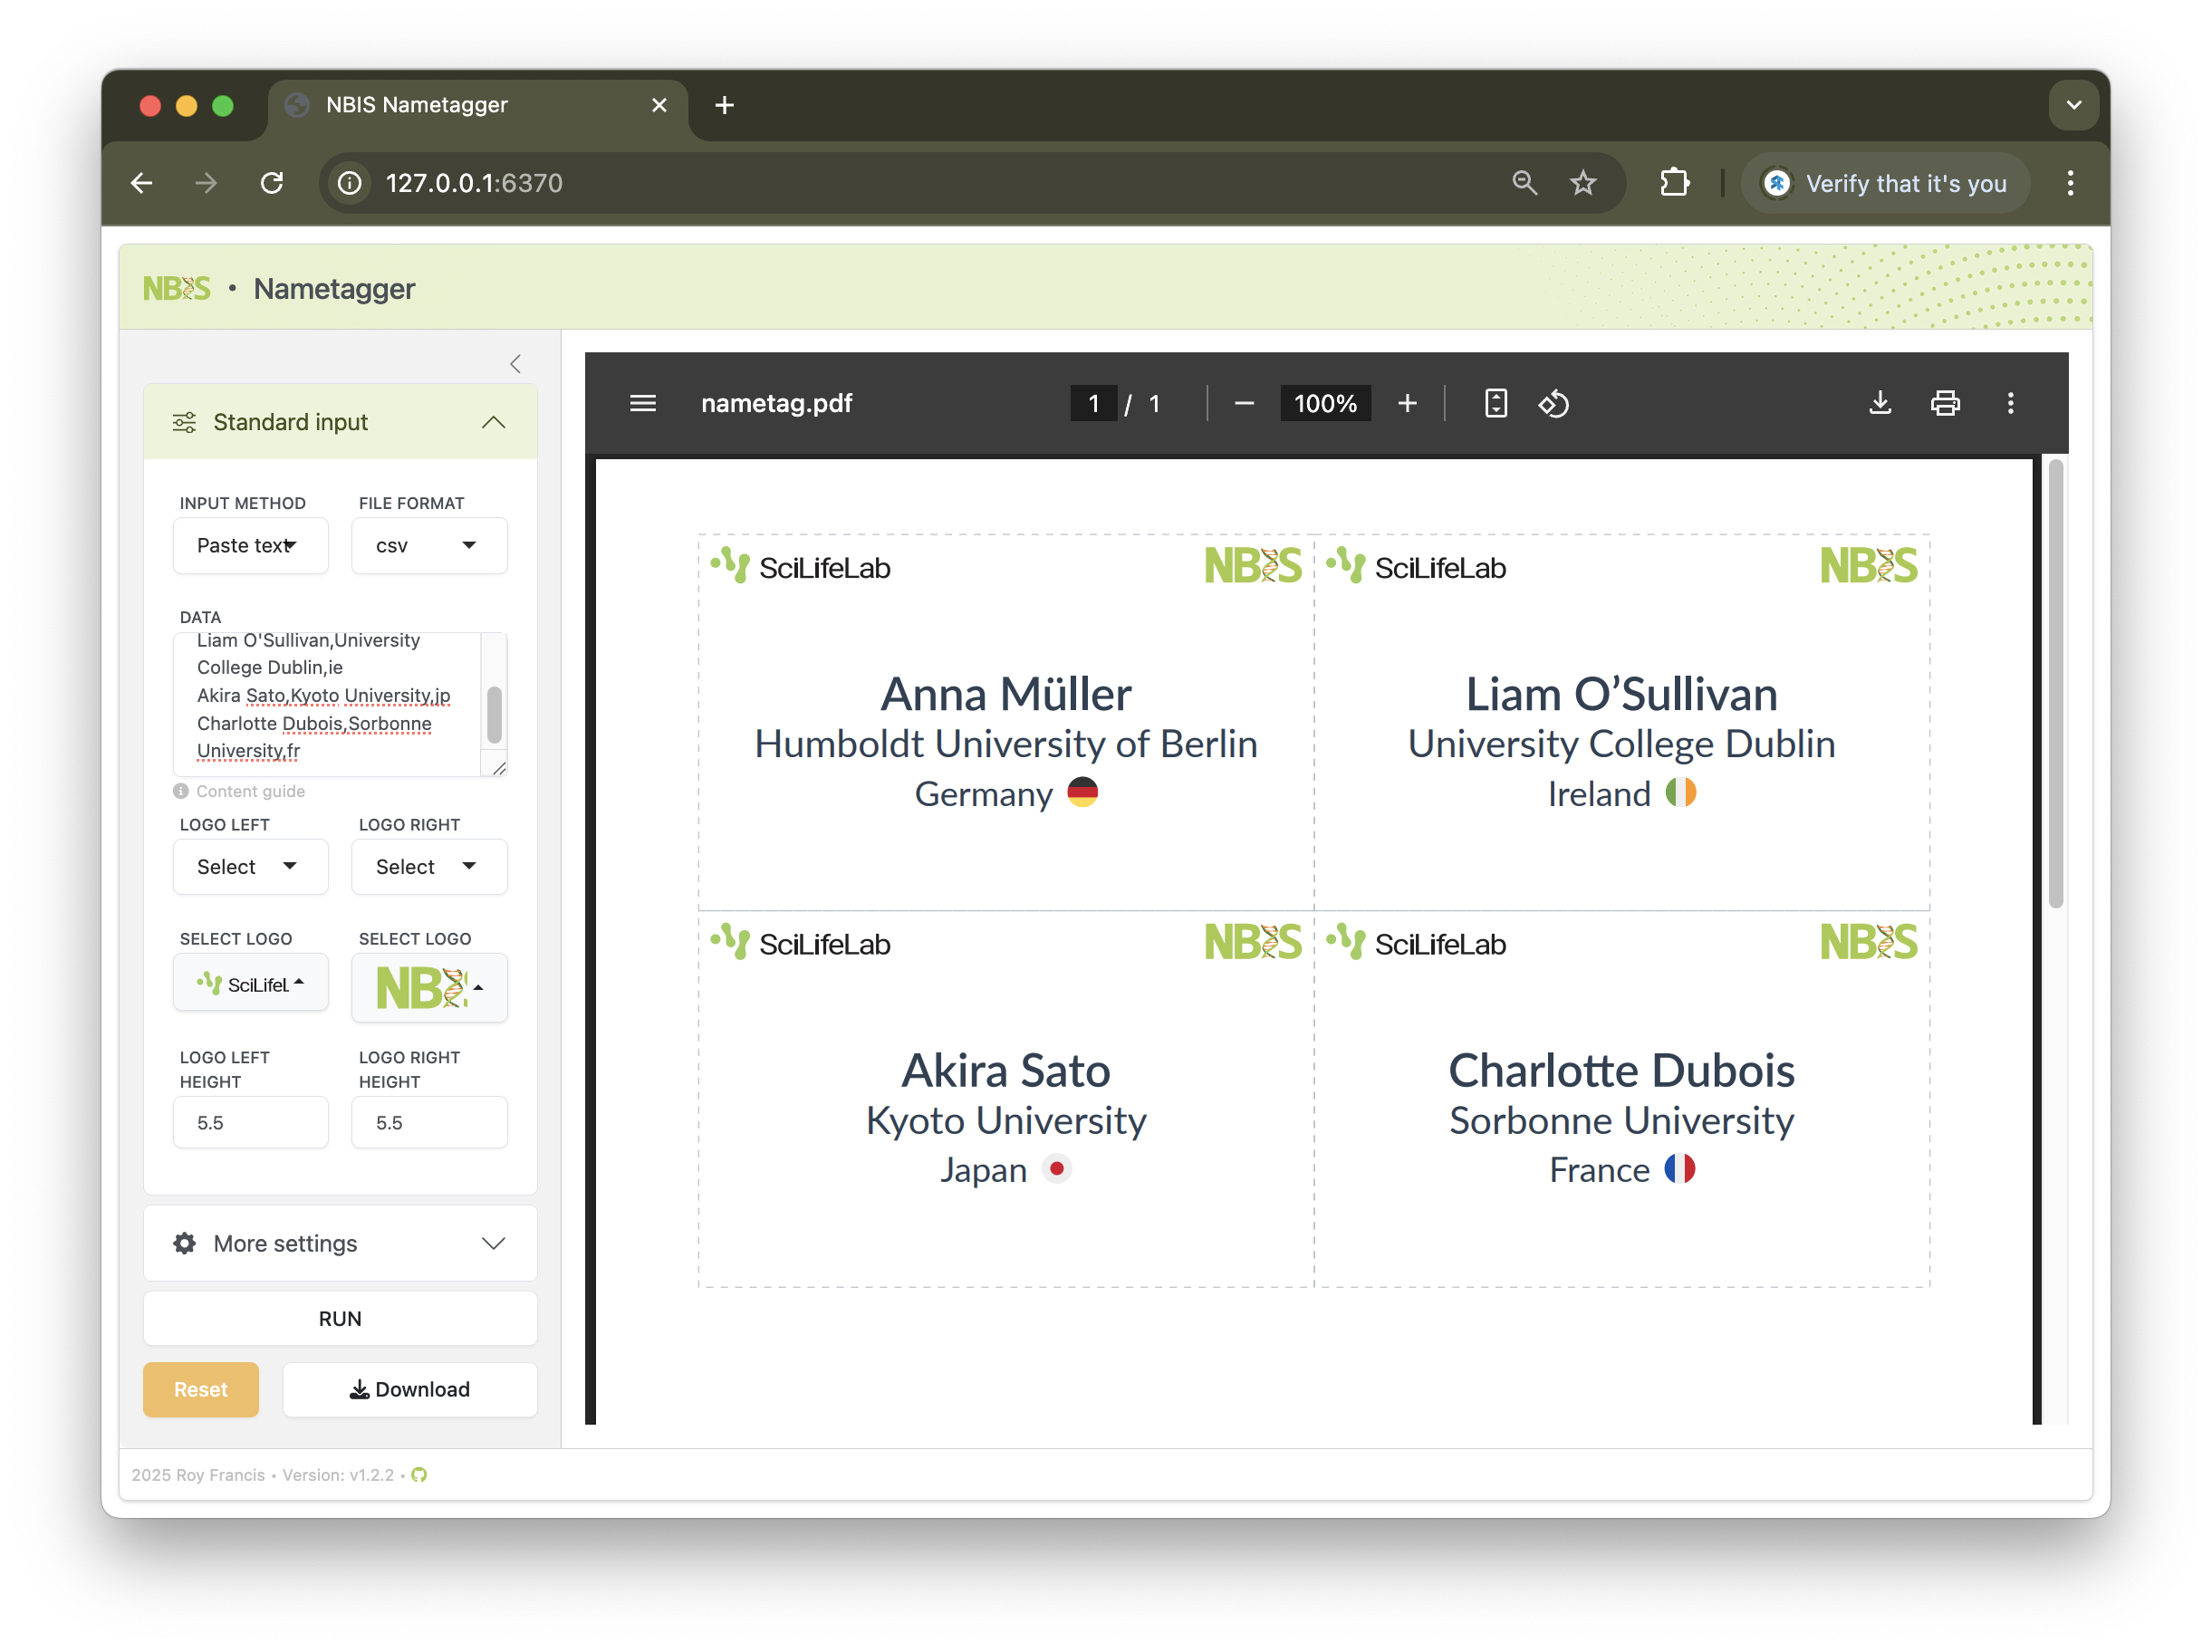 NBIS Nametagger
127.0.0.1:6370
Verify that it's you
NBIS • Nametagger
Standard input
INPUT METHOD
FILE FORMAT
Paste text
csv
DATA
Liam O'Sullivan,University
College Dublin,ie
Akira Sato,Kyoto University,jp
Charlotte Dubois,Sorbonne
University,fr
Content guide
LOGO LEFT
LOGO RIGHT
Select
Select
SELECT LOGO
SELECT LOGO
SciLifeL
NBI
LOGO LEFT
HEIGHT
LOGO RIGHT
HEIGHT
5.5
5.5
More settings
RUN
Reset
Download
nametag.pdf
1 / 1
100%
SciLifeLab
NBIS
Anna Müller
Humboldt University of Berlin
Germany
SciLifeLab
NBIS
Liam O’Sullivan
University College Dublin
Ireland
SciLifeLab
NBIS
Akira Sato
Kyoto University
Japan
SciLifeLab
NBIS
Charlotte Dubois
Sorbonne University
France
2025 Roy Francis • Version: v1.2.2 •